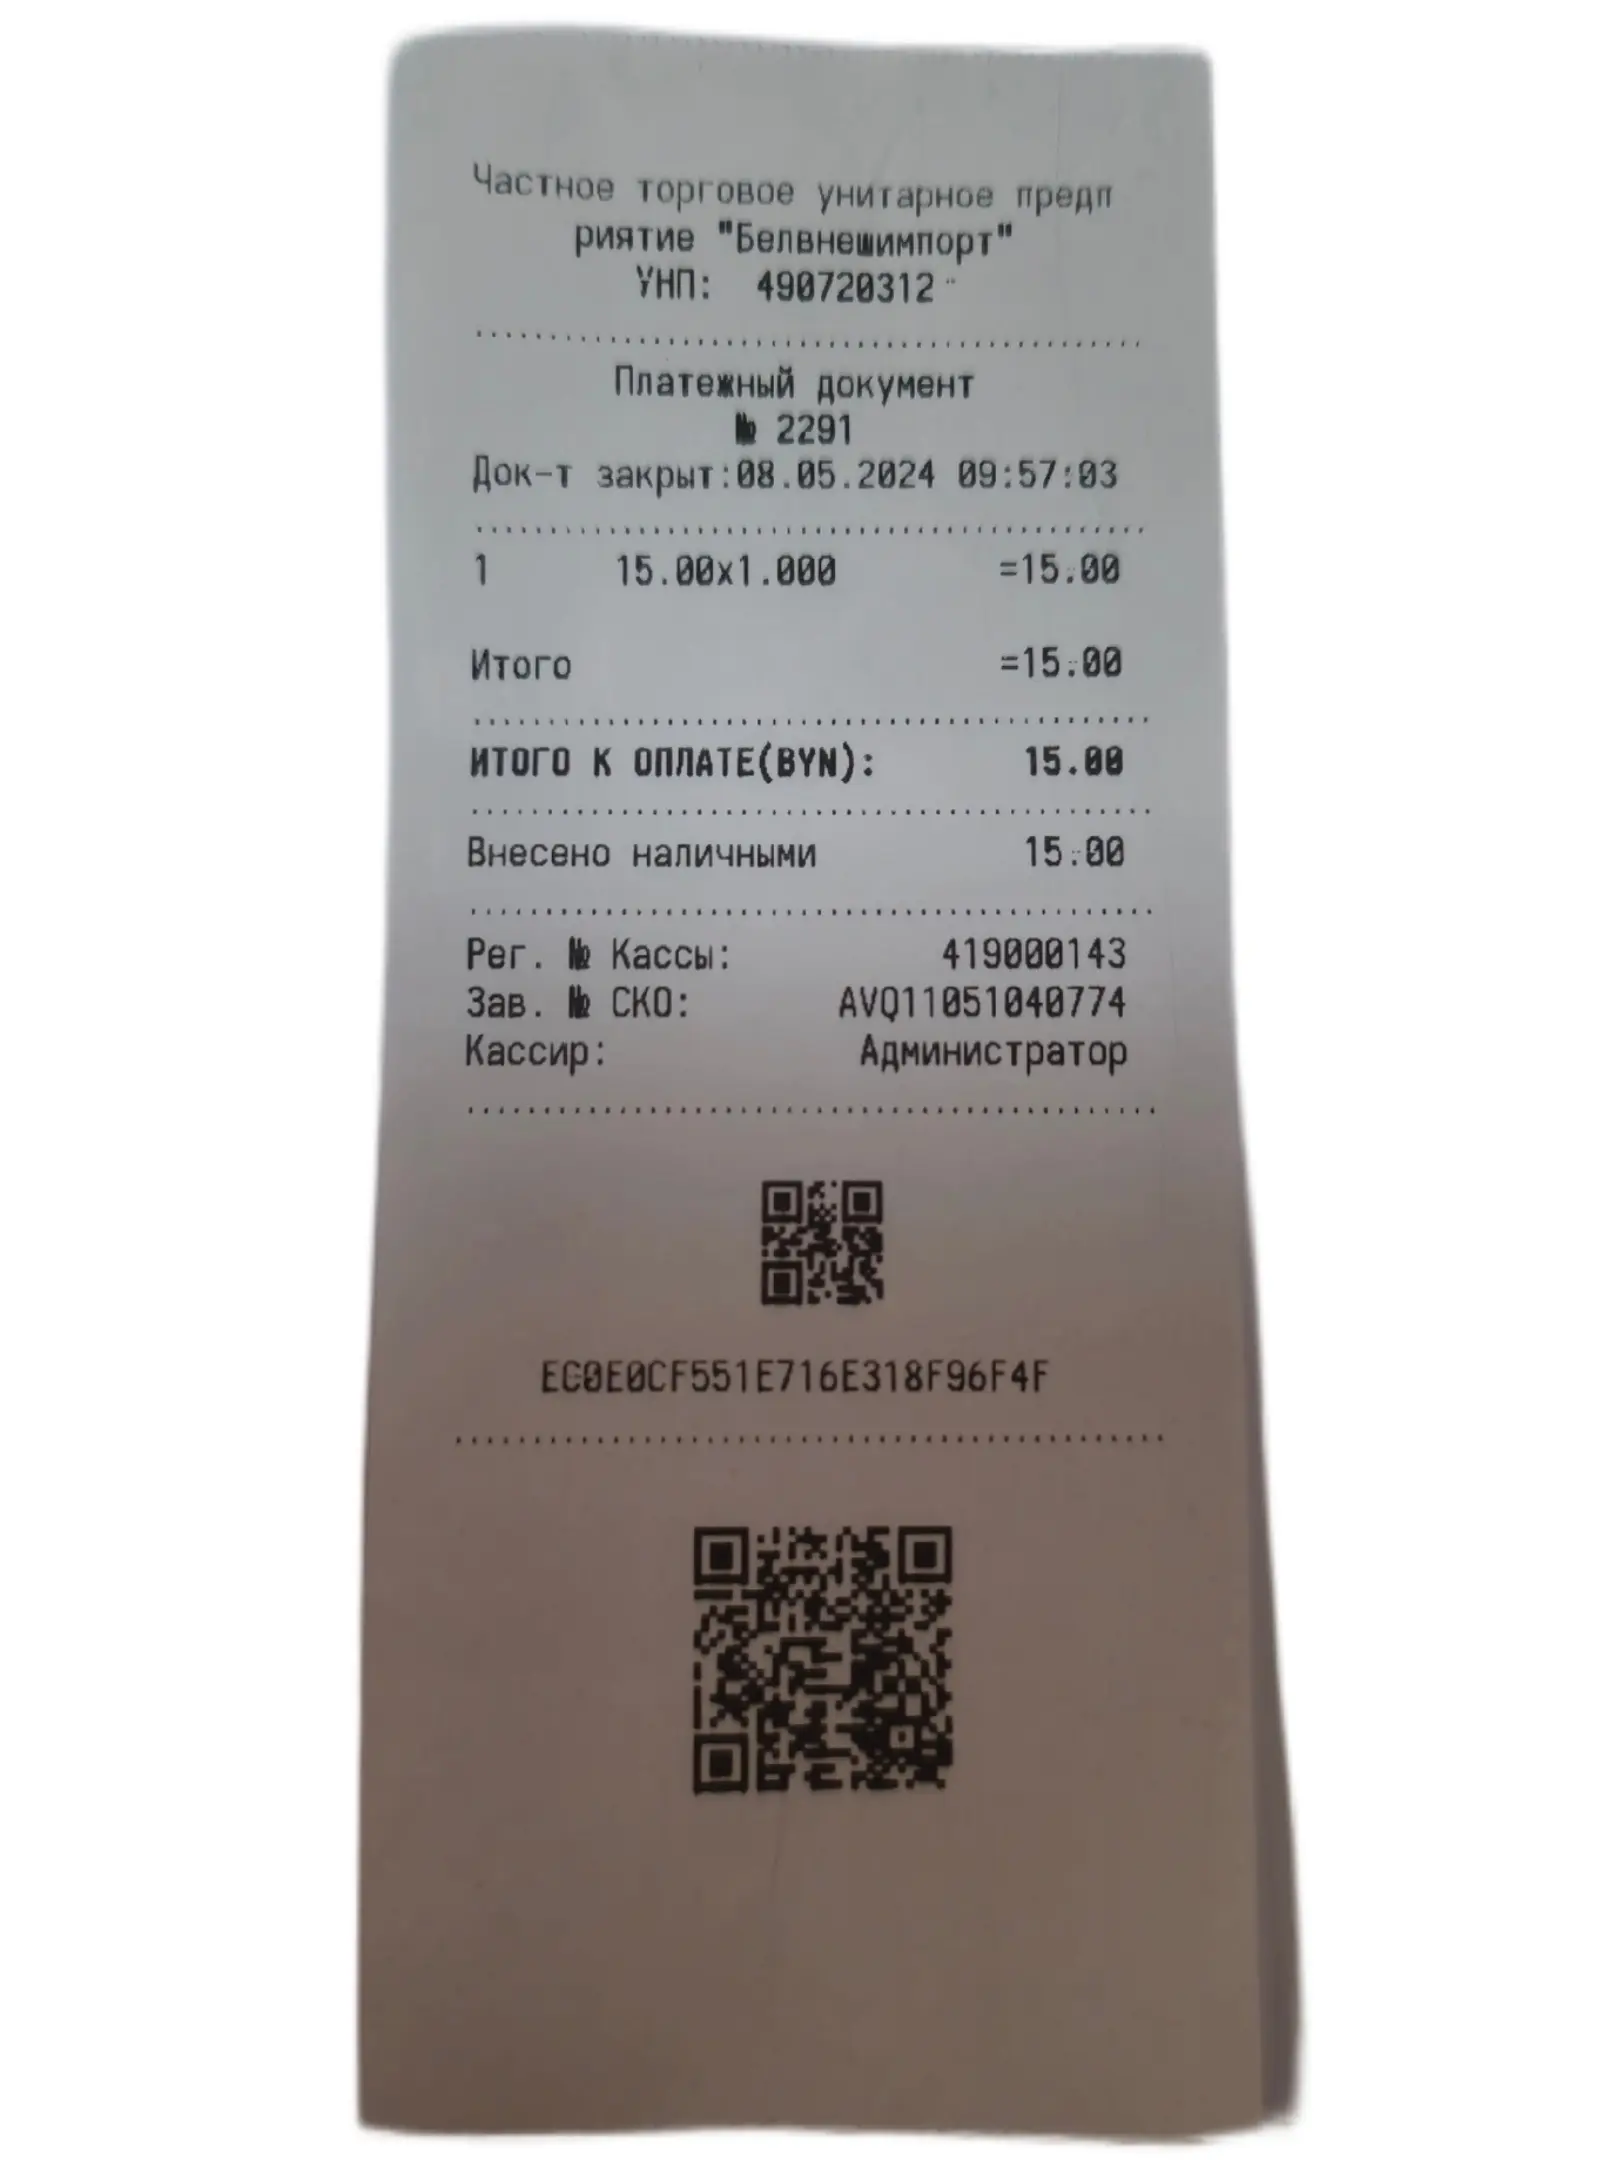 Частное торговое унитарное предп
риятие "Белвнешимпорт"
УНП: 490720312
Платежный документ
№ 2291
Док-т закрыт:08.05.2024 09:57:03
1 15.00x1.000 =15.00
Итого =15.00
ИТОГО К ОПЛАТЕ(BYN): 15.00
Внесено наличными 15.00
Рег. № Кассы: 419000143
Зав. № СКО: AVQ11051040774
Кассир: Администратор
EC0E0CF551E716E318F96F4F